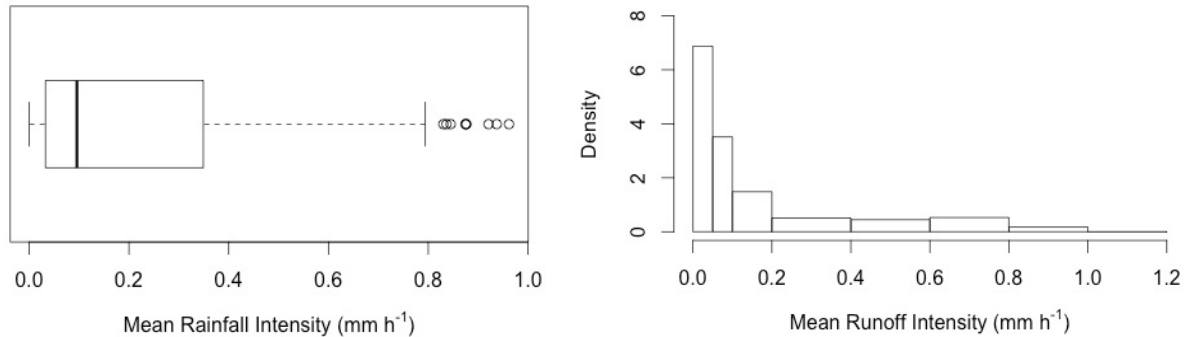 0.0 0.2 0.4 0.6 0.8 1.0
Mean Rainfall Intensity (mm h⁻¹)
8
6
4
2
0
Density
0.0 0.2 0.4 0.6 0.8 1.0 1.2
Mean Runoff Intensity (mm h⁻¹)